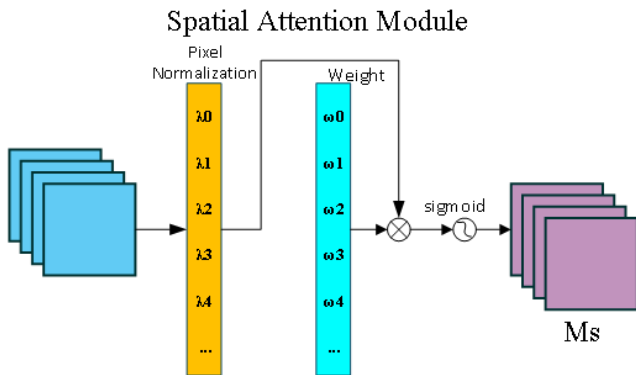 Spatial Attention Module
Pixel
Normalization
Weight
λ0
λ1
λ2
λ3
λ4
...
ω0
ω1
ω2
ω3
ω4
...
sigmoid
Ms